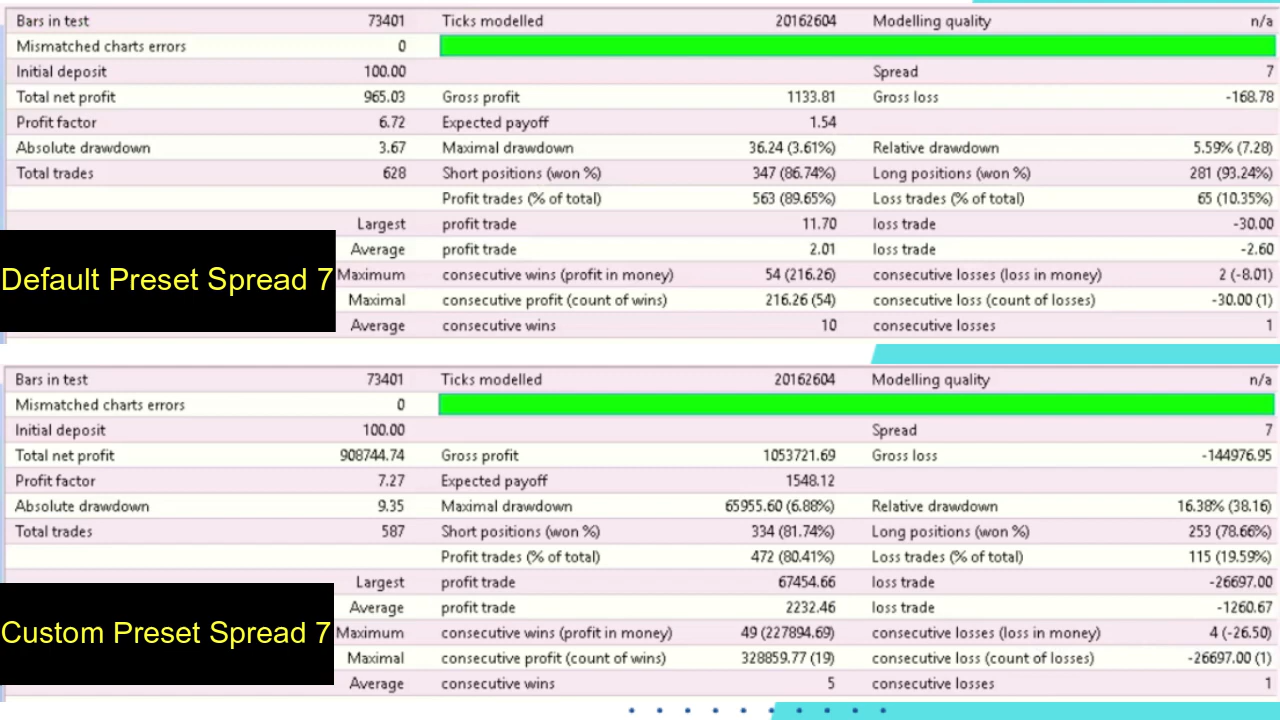 Bars in test 73401 Ticks modelled 20162604 Modelling quality n/a
Mismatched charts errors 0
Initial deposit 100.00 Spread 7
Total net profit 965.03 Gross profit 1133.81 Gross loss -168.78
Profit factor 6.72 Expected payoff 1.54
Absolute drawdown 3.67 Maximal drawdown 36.24 (3.61%) Relative drawdown 5.59% (7.28)
Total trades 628 Short positions (won %) 347 (86.74%) Long positions (won %) 281 (93.24%)
Profit trades (% of total) 563 (89.65%) Loss trades (% of total) 65 (10.35%)
Largest profit trade 11.70 loss trade -30.00
Average profit trade 2.01 loss trade -2.60
Default Preset Spread 7
Maximum consecutive wins (profit in money) 54 (216.26) consecutive losses (loss in money) 2 (-8.01)
Maximal consecutive profit (count of wins) 216.26 (54) consecutive loss (count of losses) -30.00 (1)
Average consecutive wins 10 consecutive losses 1
Bars in test 73401 Ticks modelled 20162604 Modelling quality n/a
Mismatched charts errors 0
Initial deposit 100.00 Spread 7
Total net profit 908744.74 Gross profit 1053721.69 Gross loss -144976.95
Profit factor 7.27 Expected payoff 1548.12
Absolute drawdown 9.35 Maximal drawdown 65955.60 (6.88%) Relative drawdown 16.38% (38.16)
Total trades 587 Short positions (won %) 334 (81.74%) Long positions (won %) 253 (78.66%)
Profit trades (% of total) 472 (80.41%) Loss trades (% of total) 115 (19.59%)
Largest profit trade 67454.66 loss trade -26697.00
Average profit trade 2232.46 loss trade -1260.67
Custom Preset Spread 7
Maximum consecutive wins (profit in money) 49 (227894.69) consecutive losses (loss in money) 4 (-26.50)
Maximal consecutive profit (count of wins) 328859.77 (19) consecutive loss (count of losses) -26697.00 (1)
Average consecutive wins 5 consecutive losses 1